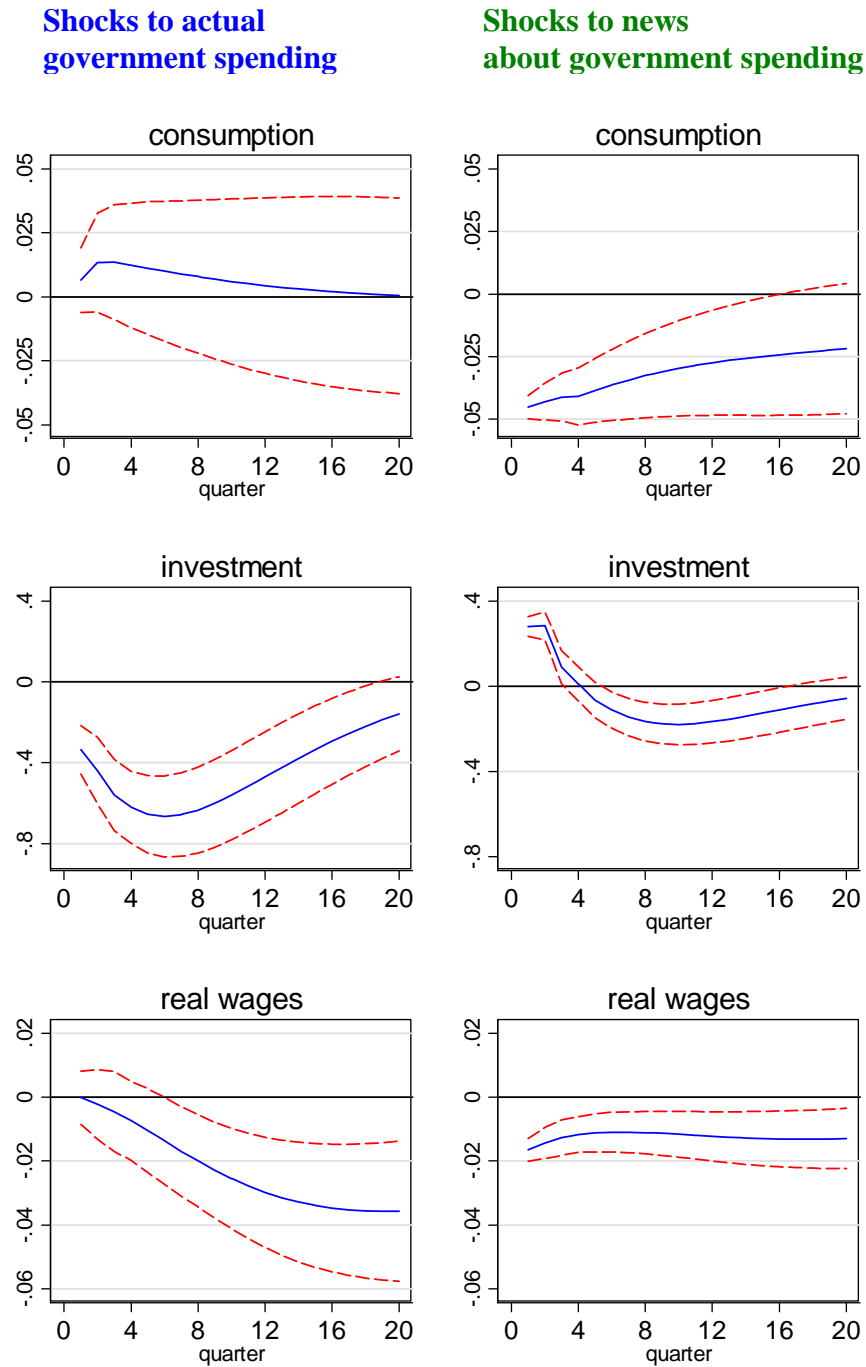 Shocks to actual
government spending
Shocks to news
about government spending
consumption
.05
.025
0
-.025
-.05
0 4 8 12 16 20
quarter
consumption
.05
.025
0
-.025
-.05
0 4 8 12 16 20
quarter
investment
.4
0
-.4
-.8
0 4 8 12 16 20
quarter
investment
.4
0
-.4
-.8
0 4 8 12 16 20
quarter
real wages
.02
0
-.02
-.04
-.06
0 4 8 12 16 20
quarter
real wages
.02
0
-.02
-.04
-.06
0 4 8 12 16 20
quarter